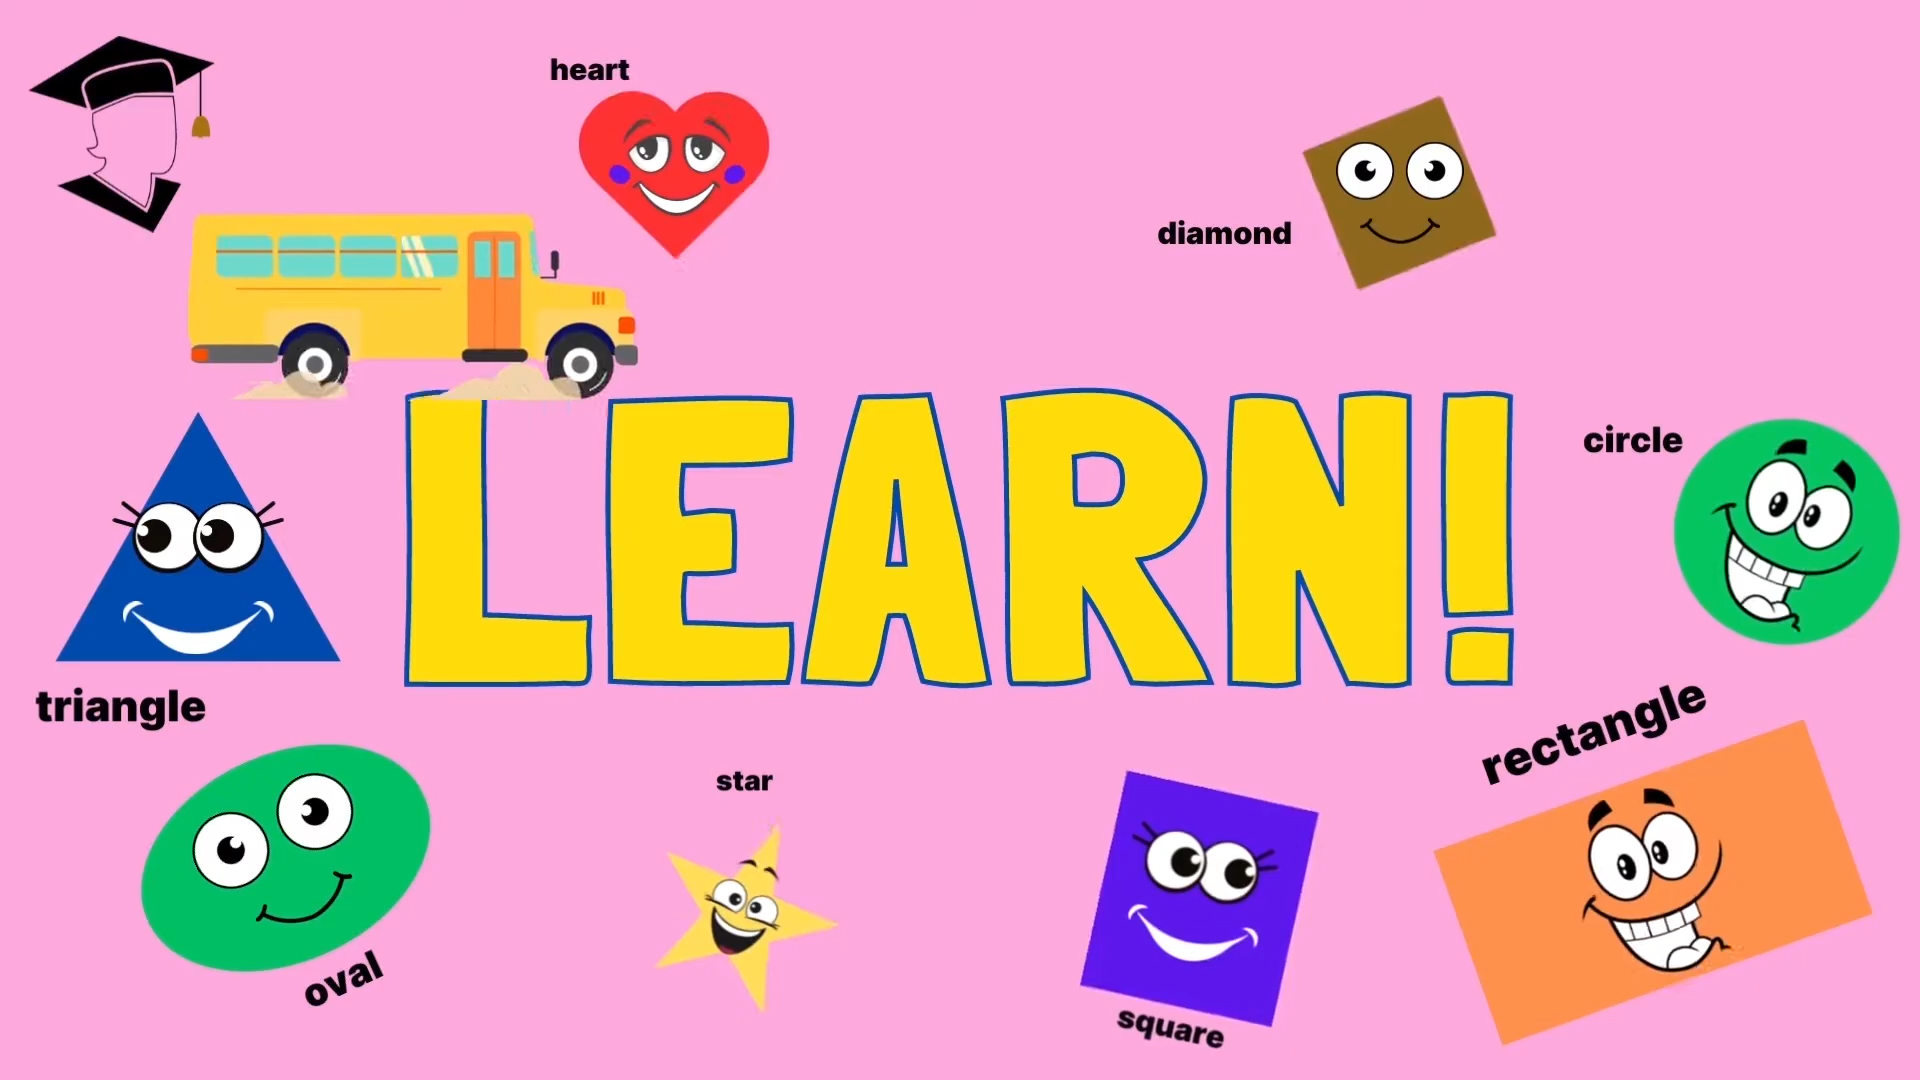 heart
diamond
LEARN!
circle
triangle
rectangle
star
oval
square